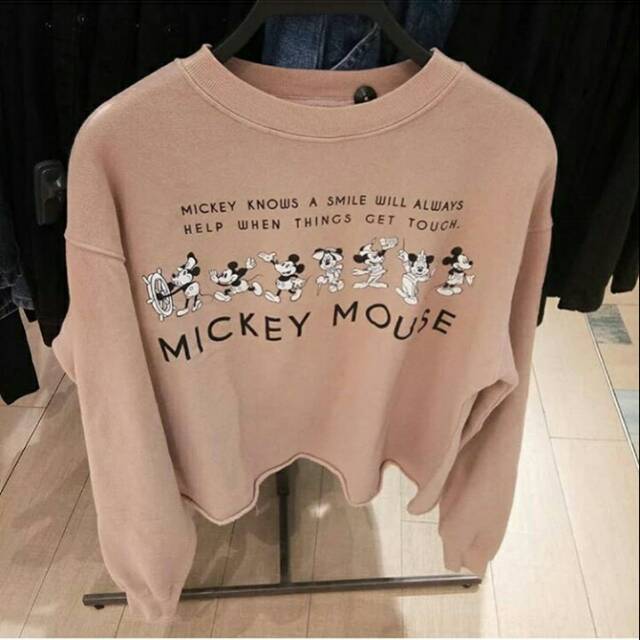 MICKEY KNOWS A SMILE WILL ALWAYS
HELP WHEN THINGS GET TOUGH.
MICKEY MOUSE